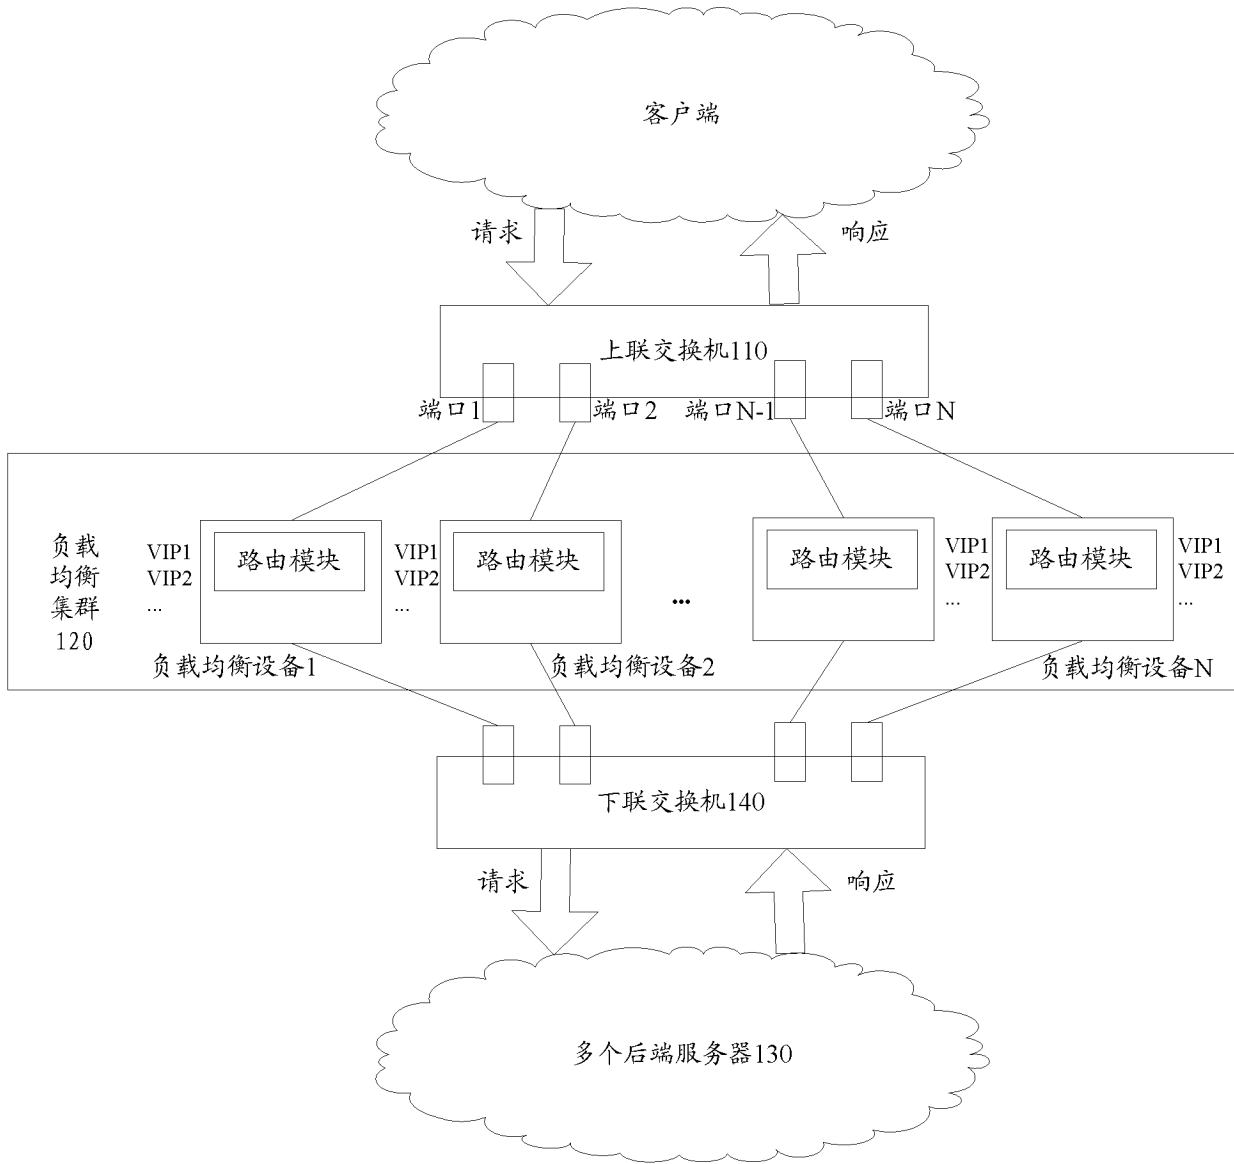 客户端
请求
响应
上联交换机110
端口1
端口2
端口N-1
端口N
负载
均衡
集群
120
VIP1
VIP2
...
路由模块
VIP1
VIP2
...
路由模块
...
路由模块
VIP1
VIP2
...
路由模块
VIP1
VIP2
...
负载均衡设备1
负载均衡设备2
负载均衡设备N
下联交换机140
请求
响应
多个后端服务器130